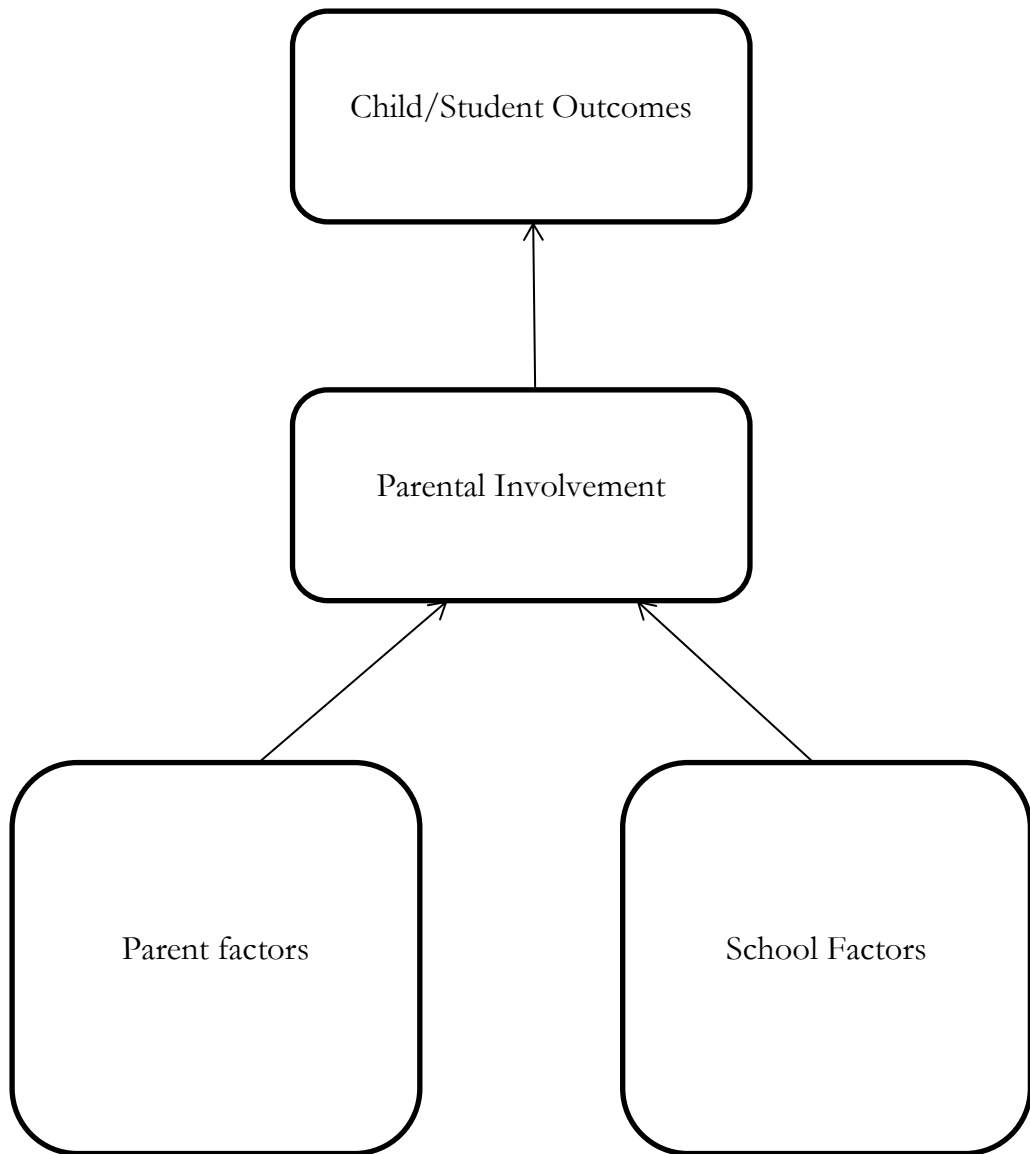 Child/Student Outcomes
Parental Involvement
Parent factors
School Factors